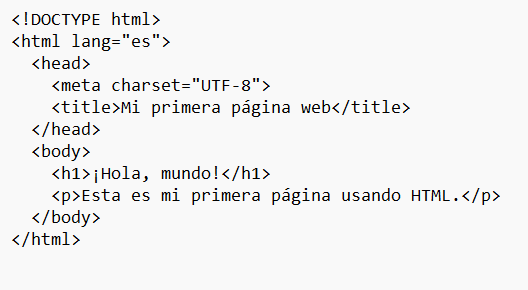 <!DOCTYPE html>
<html lang="es">
  <head>
    <meta charset="UTF-8">
    <title>Mi primera página web</title>
  </head>
  <body>
    <h1>¡Hola, mundo!</h1>
    <p>Esta es mi primera página usando HTML.</p>
  </body>
</html>